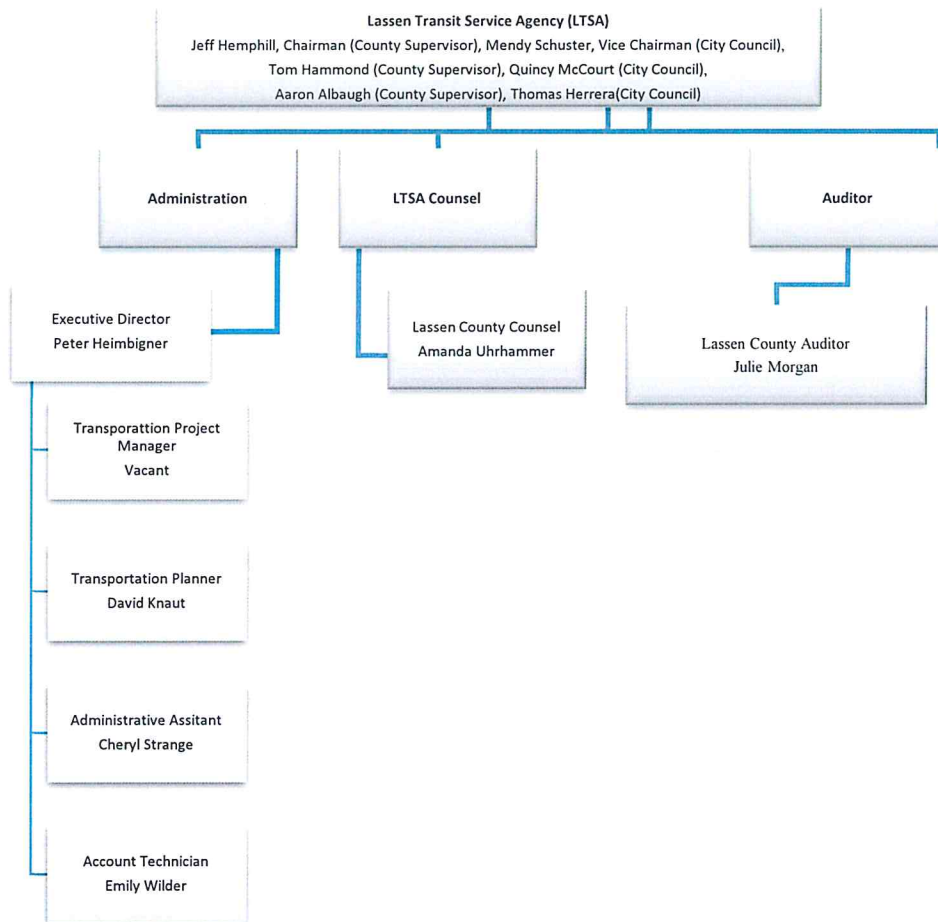 Lassen Transit Service Agency (LTSA)
Jeff Hemphill, Chairman (County Supervisor), Mendy Schuster, Vice Chairman (City Council),
Tom Hammond (County Supervisor), Quincy McCourt (City Council),
Aaron Albaugh (County Supervisor), Thomas Herrera(City Council)
Administration
LTSA Counsel
Auditor
Executive Director
Peter Heimbigner
Lassen County Counsel
Amanda Uhrhammer
Lassen County Auditor
Julie Morgan
Transporattion Project
Manager
Vacant
Transportation Planner
David Knaut
Administrative Assitant
Cheryl Strange
Account Technician
Emily Wilder